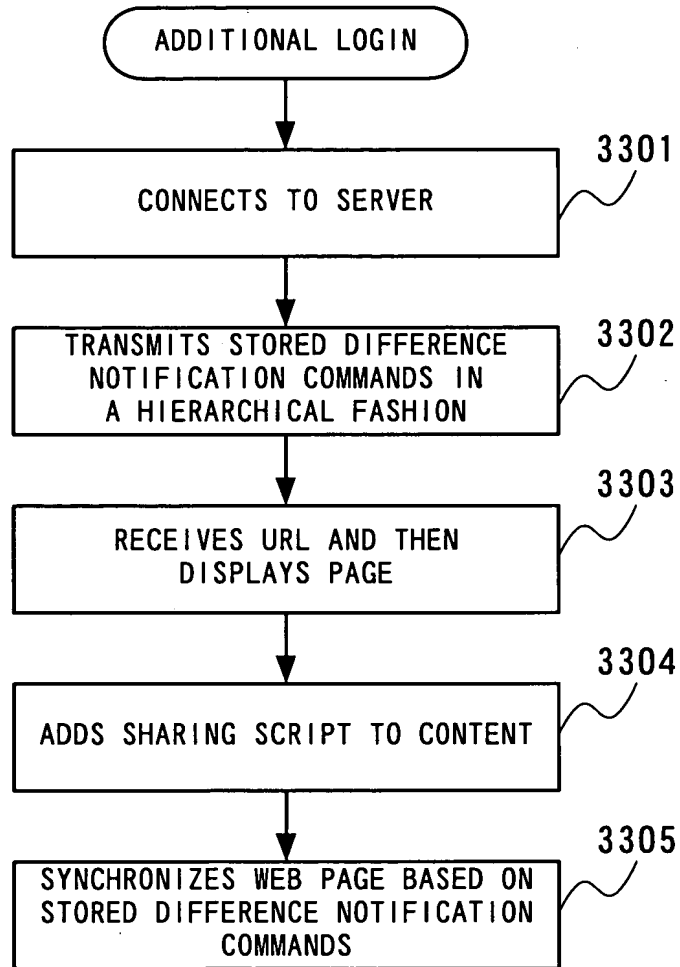 ADDITIONAL LOGIN
3301
CONNECTS TO SERVER
3302
TRANSMITS STORED DIFFERENCE
NOTIFICATION COMMANDS IN
A HIERARCHICAL FASHION
3303
RECEIVES URL AND THEN
DISPLAYS PAGE
3304
ADDS SHARING SCRIPT TO CONTENT
3305
SYNCHRONIZES WEB PAGE BASED ON
STORED DIFFERENCE NOTIFICATION
COMMANDS